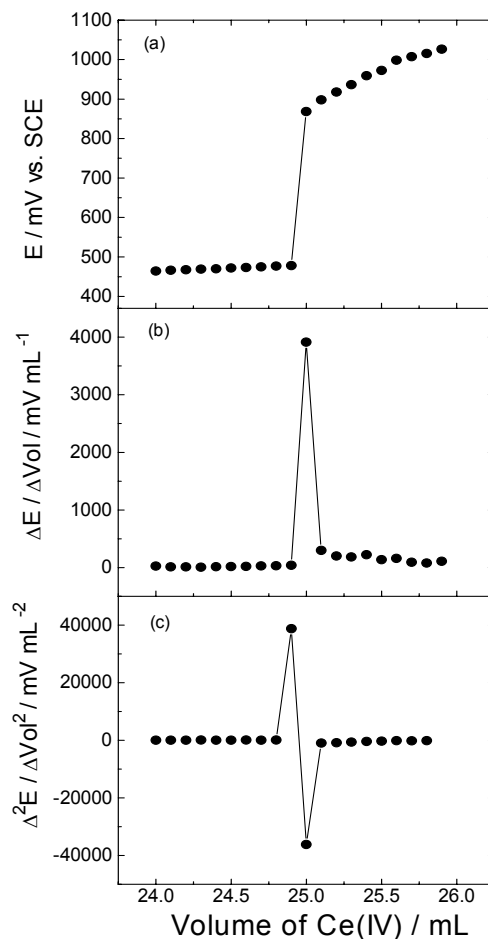 (a)
1100
1000
900
800
700
600
500
400
E / mV vs. SCE
(b)
4000
3000
2000
1000
0
ΔE / ΔVol / mV mL⁻¹
(c)
40000
20000
0
-20000
-40000
Δ²E / ΔVol² / mV mL⁻²
24.0 24.5 25.0 25.5 26.0
Volume of Ce(IV) / mL